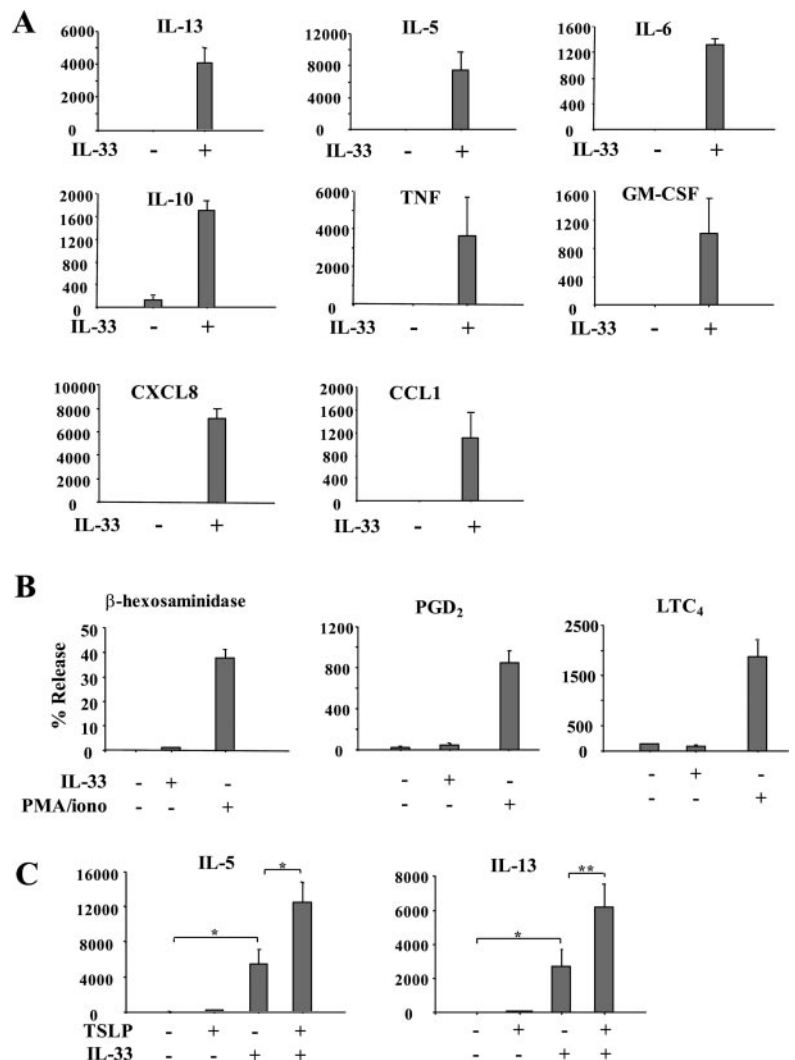 A
IL-13 IL-5 IL-6
6000 12000 1600
4000 8000 1200
2000 4000 800
0 0 400
0
IL-33 - + IL-33 - + IL-33 - +
IL-10 TNF GM-CSF
2000 6000 1600
1600 4000 1200
1200 2000 800
800 0 400
400 0
0
IL-33 - + IL-33 - + IL-33 - +
CXCL8 CCL1
10000 2000
8000 1600
6000 1200
4000 800
2000 400
0 0
IL-33 - + IL-33 - +
B
β-hexosaminidase PGD2 LTC4
% Release
50 1200 2500
40 800 1500
30 400 500
20 0 0
10
0
IL-33 - + - - + - - + -
PMA/iono - - + - - + - - +
C
IL-5 IL-13
16000 8000
12000 6000
8000 4000
4000 2000
0 0
* * * **
TSLP - + - + - + - +
IL-33 - - + + - - + +